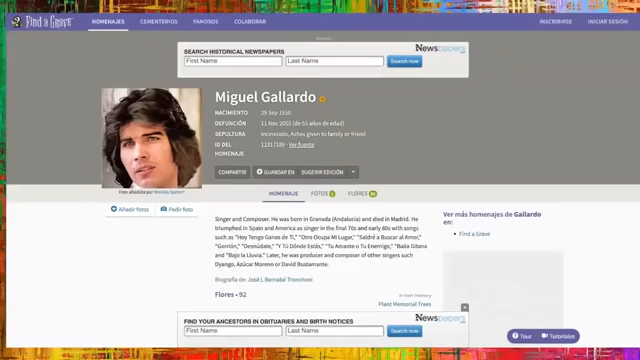 Find a Grave
HOMENAJES
CEMENTERIOS
FAMOSOS
COLABORAR
INSCRIBIRSE
INICIAR SESIÓN
SEARCH HISTORICAL NEWSPAPERS
Newspapers
First Name
Last Name
Search now
Miguel Gallardo
NACIMIENTO 29 Sep 1950
DEFUNCIÓN 11 Nov 2005 (de 55 años de edad)
SEPULTURA Incinerado, Ashes given to family or friend
ID DEL HOMENAJE 12317188 · Ver fuente
COMPARTIR
GUARDAR EN
SUGERIR EDICIÓN
Foto añadida por
Añadir fotos
Pedir foto
HOMENAJE
FOTOS
FLORES
Singer and Composer. He was born in Granada (Andalucía) and died in Madrid. He
triumphed in Spain and America as singer in the final 70s and early 80s with songs
such as "Hoy Tengo Ganas de Ti," "Otro Ocupa Mi Lugar," "Saldré a Buscar al Amor,"
"Gorrión," "Desnúdate," "Y Tú Dónde Estás," "Tu Amante o Tu Enemigo," "Baila Gitana
and "Bajo la Lluvia." Later, he was producer and composer of other singers such
Dyango, Azúcar Moreno or David Bustamante.
Biografía de: José L Bernabé Tronchoni
Flores • 92
In Plant memory
Plant Memorial Trees
Ver más homenajes de Gallardo
en:
Find a Grave
FIND YOUR ANCESTORS IN OBITUARIES AND BIRTH NOTICES
Newspapers
First Name
Last Name
Search now
Tour
Tutoriales